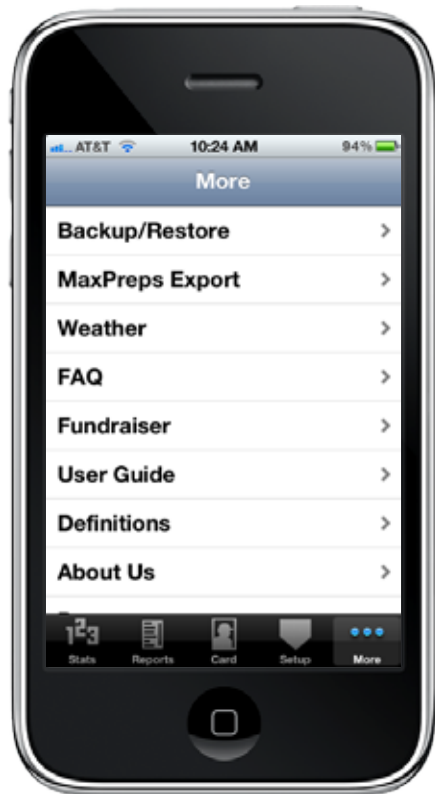 AT&T 10:24 AM 94%
More
Backup/Restore
MaxPreps Export
Weather
FAQ
Fundraiser
User Guide
Definitions
About Us
123
Stats Reports Card Setup More